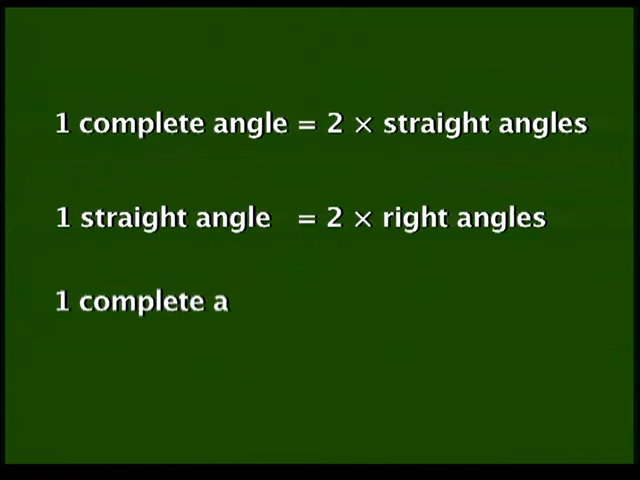 1 complete angle = 2 × straight angles
1 straight angle = 2 × right angles
1 complete a